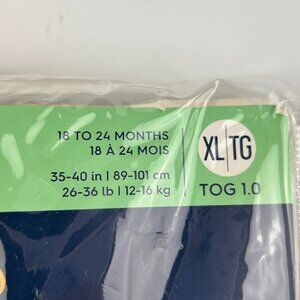 18 TO 24 MONTHS
18 À 24 MOIS
35-40 in | 89-101 cm
26-36 lb | 12-16 kg
XL|TG
TOG 1.0